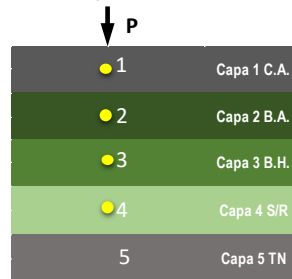 P
1 Capa 1 C.A.
2 Capa 2 B.A.
3 Capa 3 B.H.
4 Capa 4 S/R
5 Capa 5 TN